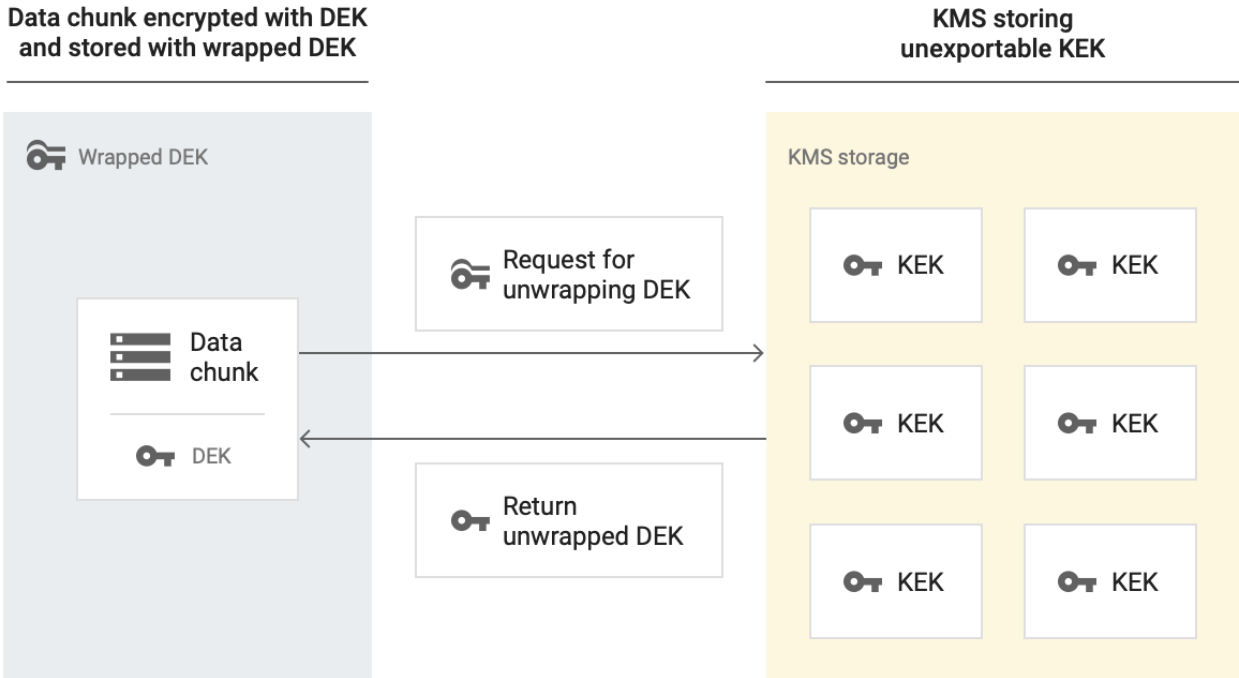 Data chunk encrypted with DEK
and stored with wrapped DEK
KMS storing
unexportable KEK
Wrapped DEK
KMS storage
Request for
unwrapping DEK
Data
chunk
DEK
Return
unwrapped DEK
KEK
KEK
KEK
KEK
KEK
KEK